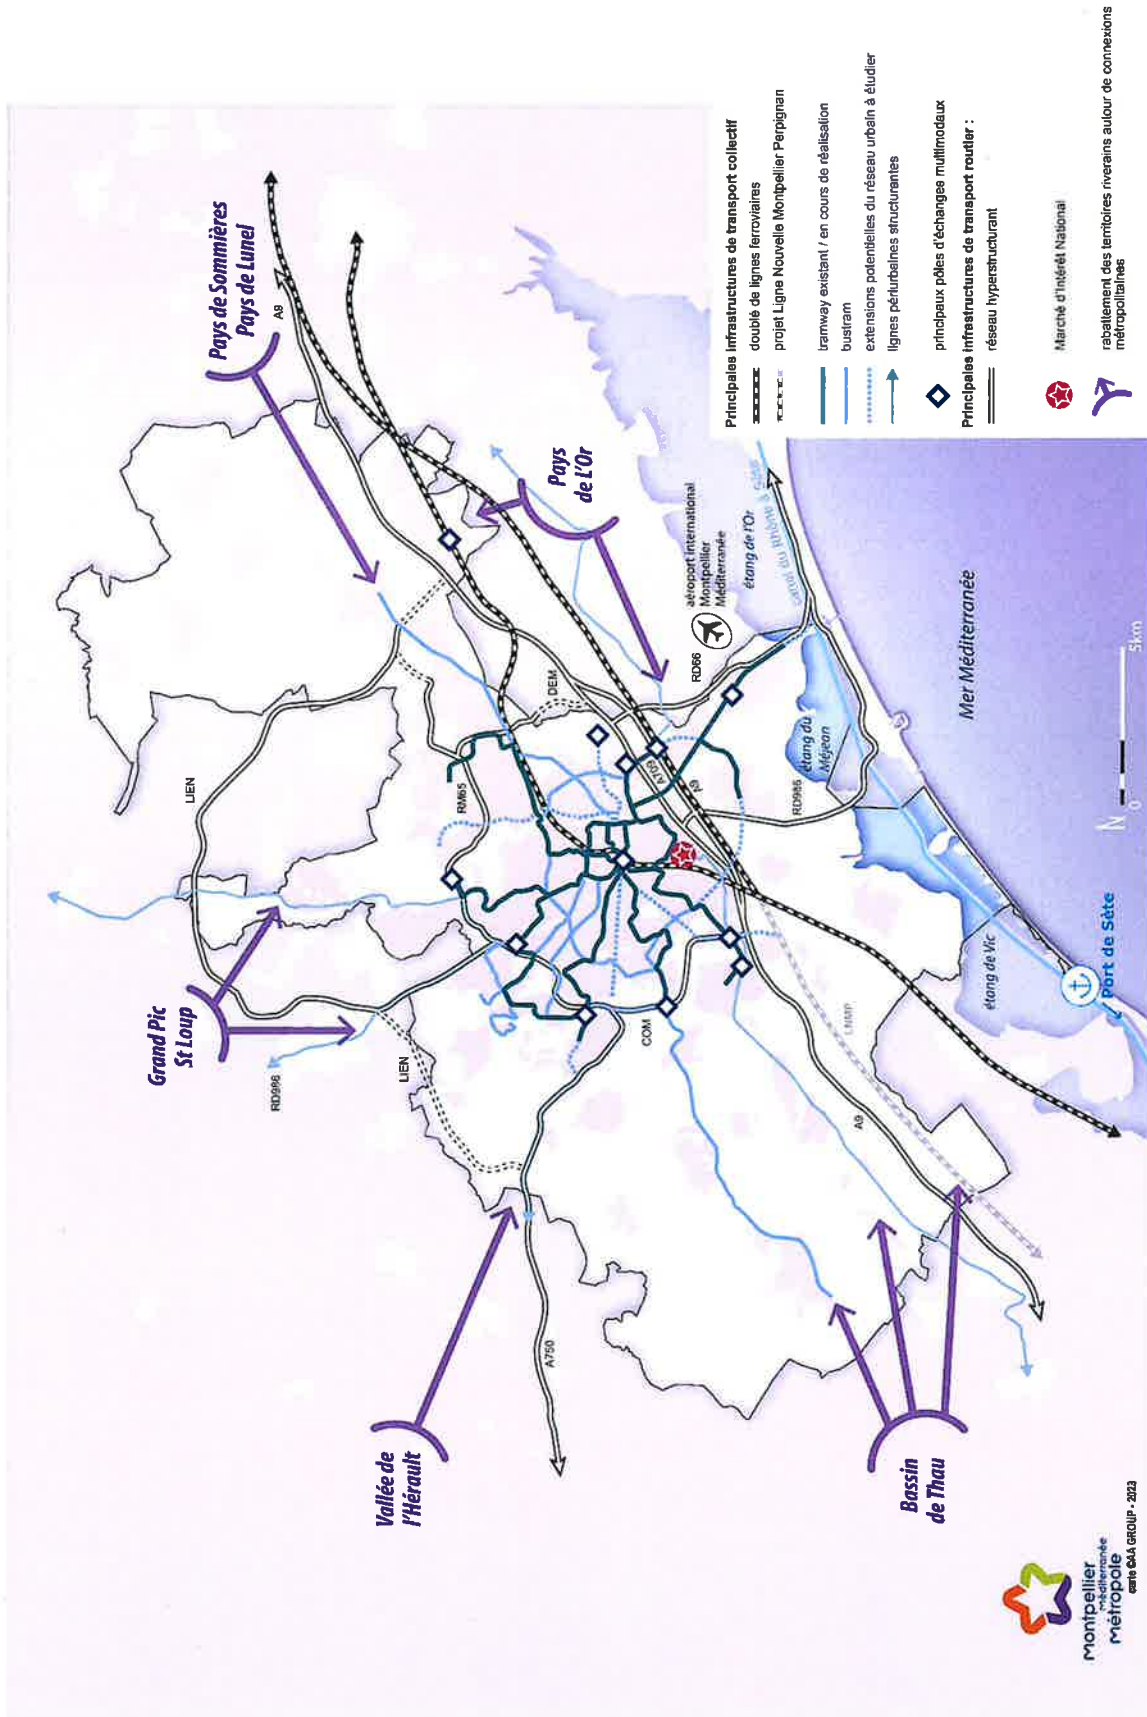 Pays de Sommières
Pays de Lunel
A9
Pays
de L'Or
Grand Pic
St Loup
LIEN
RD986
LIEN
RM65
DEM
A709
A9
RD66
aéroport international
Montpellier
Méditerranée
étang de l'Or
Canal du Rhône à Sète
étang du
Méjean
RD986
Mer Méditerranée
étang de Vic
Port de Sète
COM
LNMP
A9
A750
Vallée de
l'Hérault
Bassin
de Thau
N
0
5km
Principales infrastructures de transport collectif
doublé de lignes ferroviaires
projet Ligne Nouvelle Montpellier Perpignan
tramway existant / en cours de réalisation
bustram
extensions potentielles du réseau urbain à étudier
lignes périurbaines structurantes
principaux pôles d'échanges multimodaux
Principales infrastructures de transport routier :
réseau hyperstructurant
Marché d'Intérêt National
rabattement des territoires riverains autour de connexions
métropolitaines
Montpellier
Méditerranée
Métropole
carte CAA GROUP - 2023